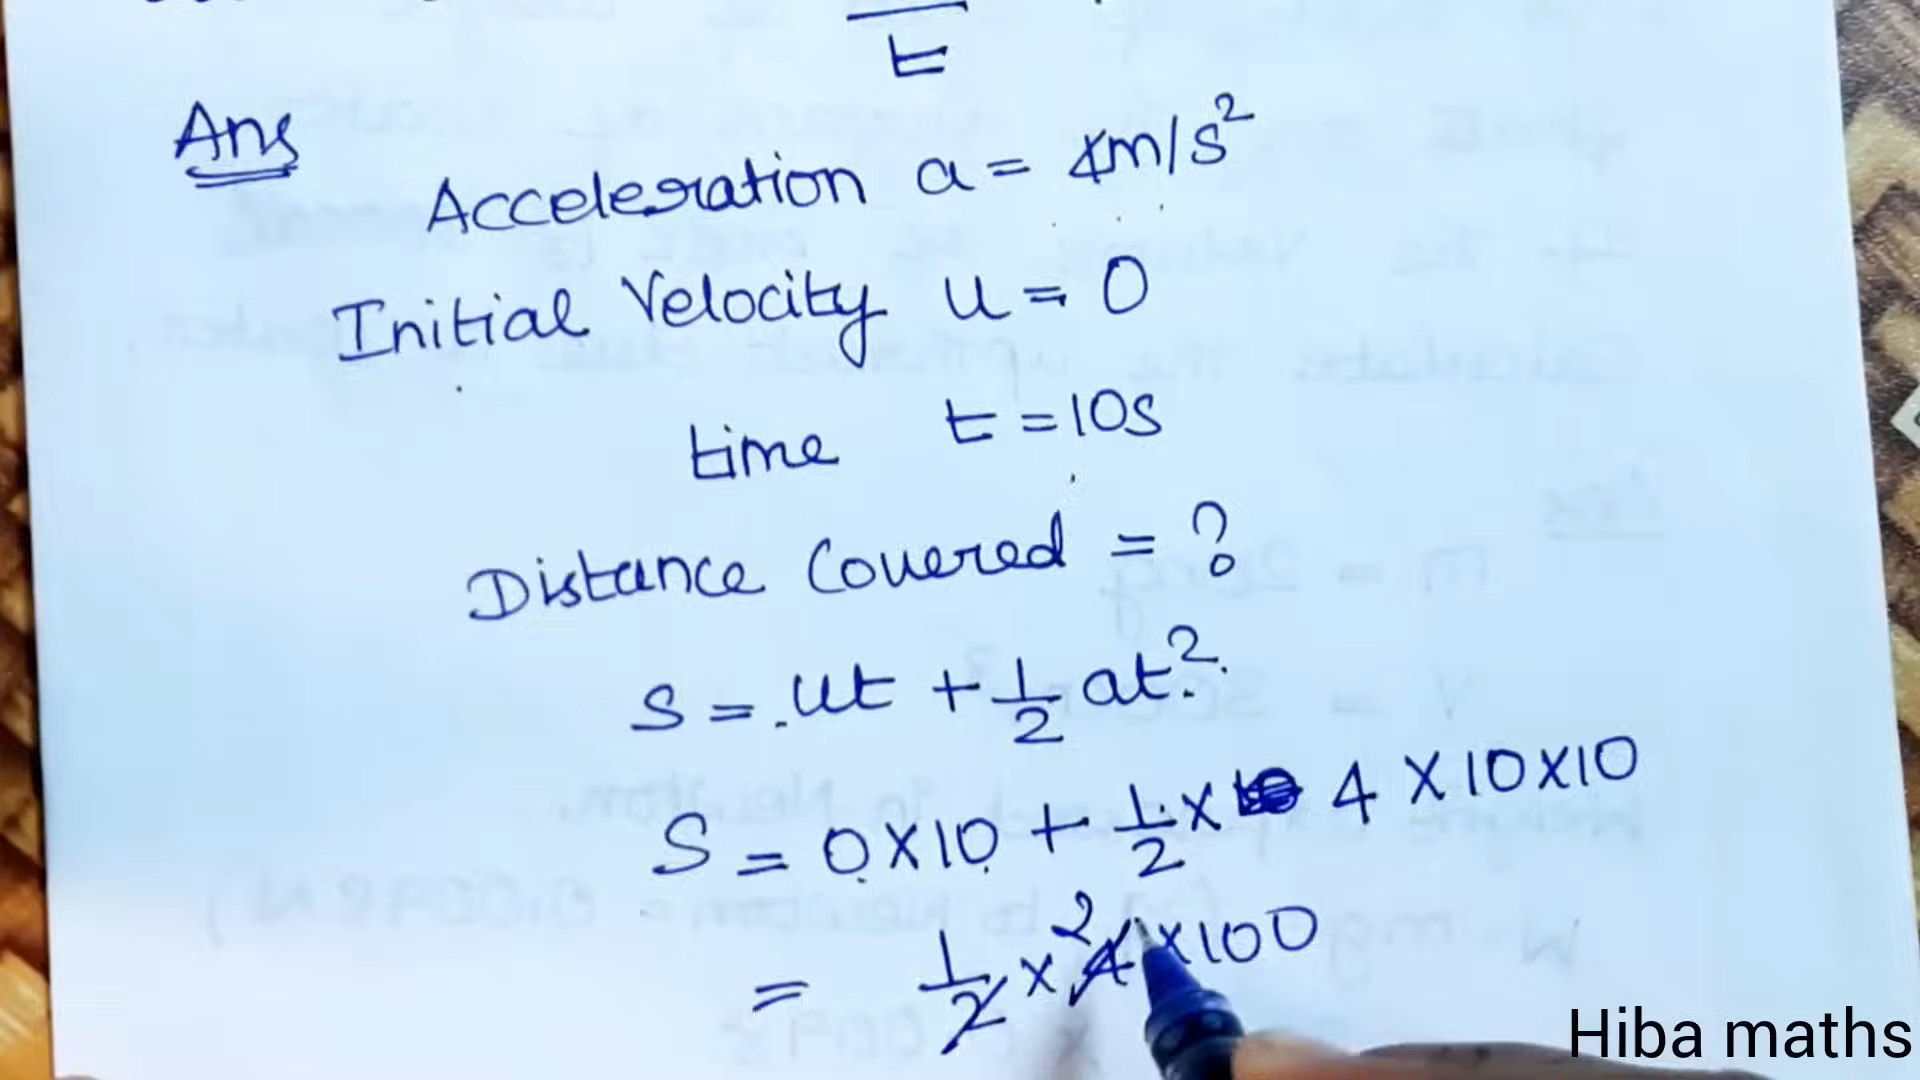 t
Ans
Acceleration a = 4m/s²
Initial Velocity u = 0
time t = 10s
Distance Covered = ?
s = ut + 1/2 at²
S = 0×10 + 1/2 × 4 ×10×10
= 1/2 × 2 4 ×100
Hiba maths